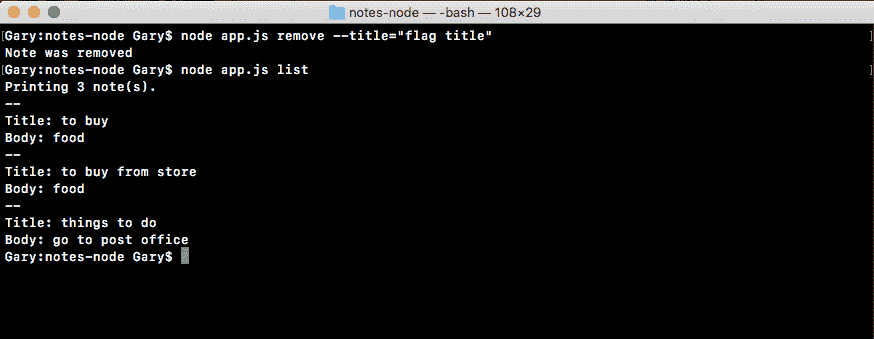 notes-node — -bash — 108×29
[Gary:notes-node Gary$ node app.js remove --title="flag title" ]
Note was removed
[Gary:notes-node Gary$ node app.js list ]
Printing 3 note(s).
--
Title: to buy
Body: food
--
Title: to buy from store
Body: food
--
Title: things to do
Body: go to post office
Gary:notes-node Gary$